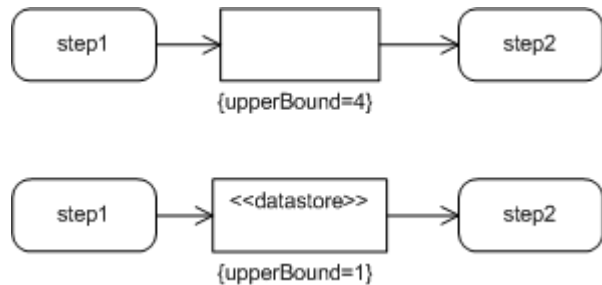 step1
step2
{upperBound=4}
step1
<<datastore>>
step2
{upperBound=1}